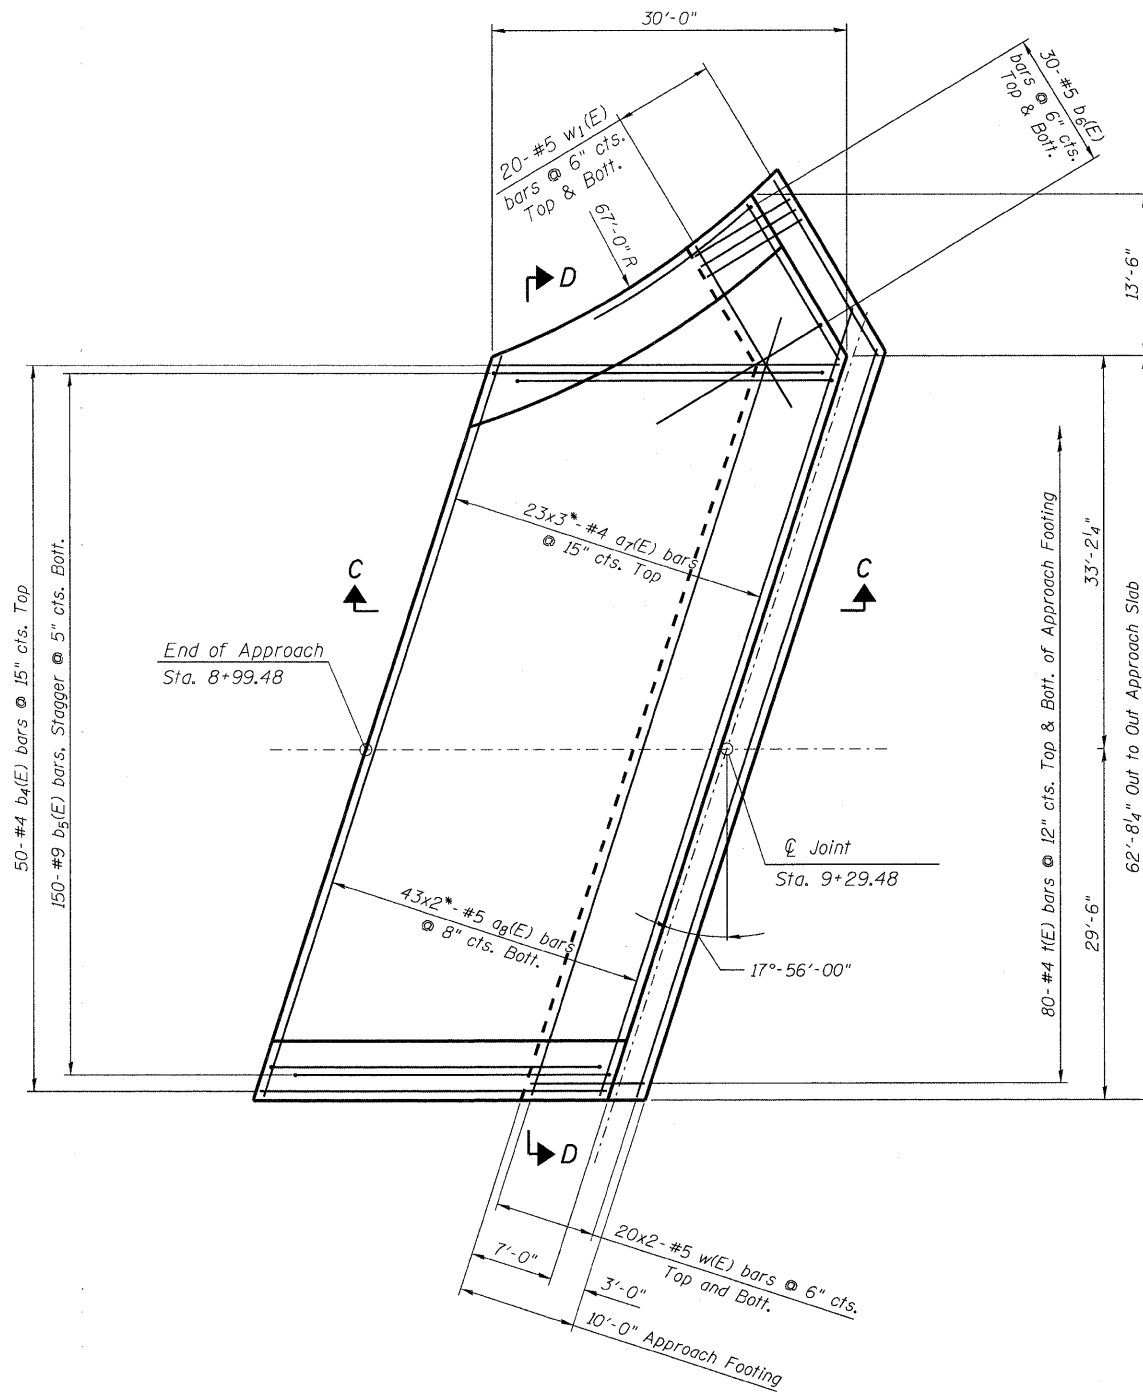 30'-0"
20-#5 w1(E)
bars @ 6" cts.
Top & Bott.
30-#5 b6(E)
bars @ 6" cts.
Top & Bott.
67'-0" R
D
13'-6"
23x3*-#4 a7(E) bars
@ 15" cts. Top
C
C
33'-2¼"
50-#4 b4(E) bars @ 15" cts. Top
150-#9 b5(E) bars, Stagger @ 5" cts. Bott.
End of Approach
Sta. 8+99.48
80-#4 t(E) bars @ 12" cts. Top & Bott. of Approach Footing
62'-8¼" Out to Out Approach Slab
℄ Joint
Sta. 9+29.48
43x2*-#5 a8(E) bars
@ 8" cts. Bott.
29'-6"
17°-56'-00"
D
20x2-#5 w(E) bars @ 6" cts.
Top and Bott.
7'-0"
3'-0"
10'-0" Approach Footing